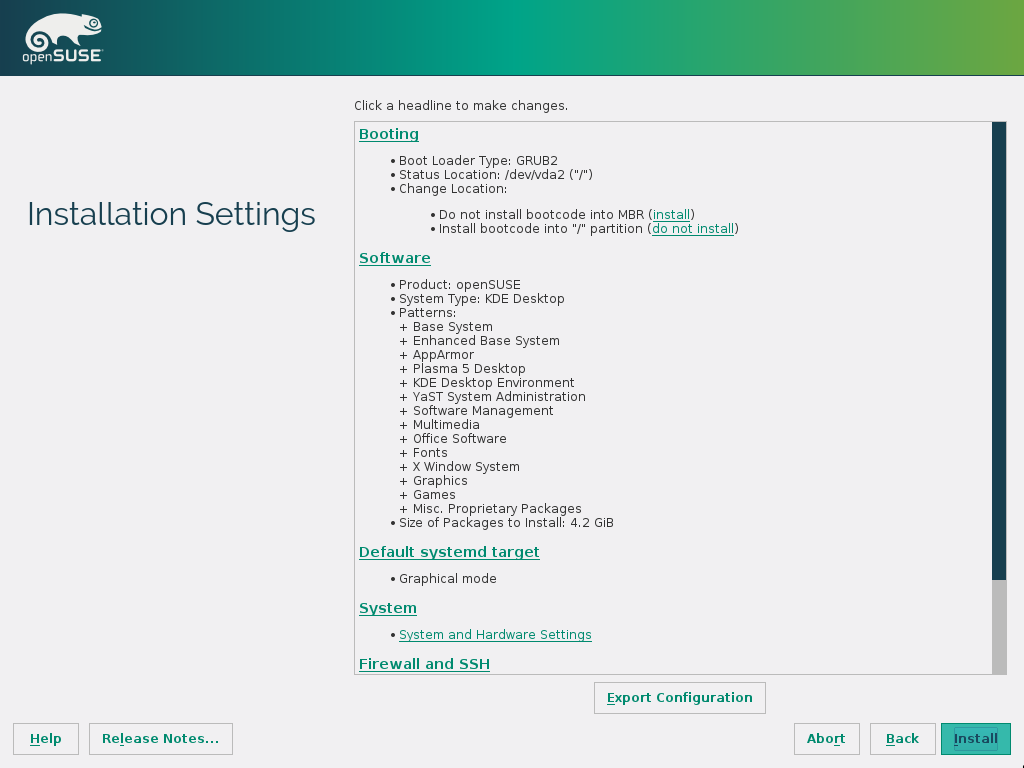 openSUSE
Click a headline to make changes.
Installation Settings
Booting
• Boot Loader Type: GRUB2
• Status Location: /dev/vda2 ("/")
• Change Location:
• Do not install bootcode into MBR (install)
• Install bootcode into "/" partition (do not install)
Software
• Product: openSUSE
• System Type: KDE Desktop
• Patterns:
+ Base System
+ Enhanced Base System
+ AppArmor
+ Plasma 5 Desktop
+ KDE Desktop Environment
+ YaST System Administration
+ Software Management
+ Multimedia
+ Office Software
+ Fonts
+ X Window System
+ Graphics
+ Games
+ Misc. Proprietary Packages
• Size of Packages to Install: 4.2 GiB
Default systemd target
• Graphical mode
System
• System and Hardware Settings
Firewall and SSH
Export Configuration
Help Release Notes... Abort Back Install